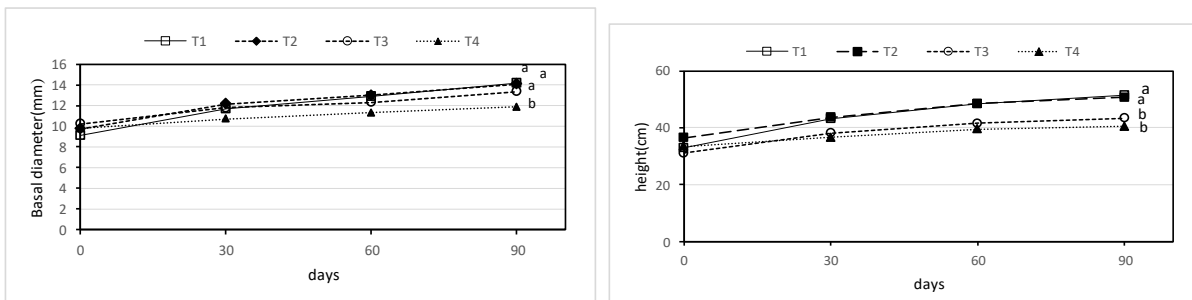 T1 T2 T3 T4
16
14
12
10
8
6
4
2
0
Basal diameter(mm)
a a
a
b
0 30 60 90
days
T1 T2 T3 T4
60
40
20
0
height(cm)
a
a
b
b
0 30 60 90
days